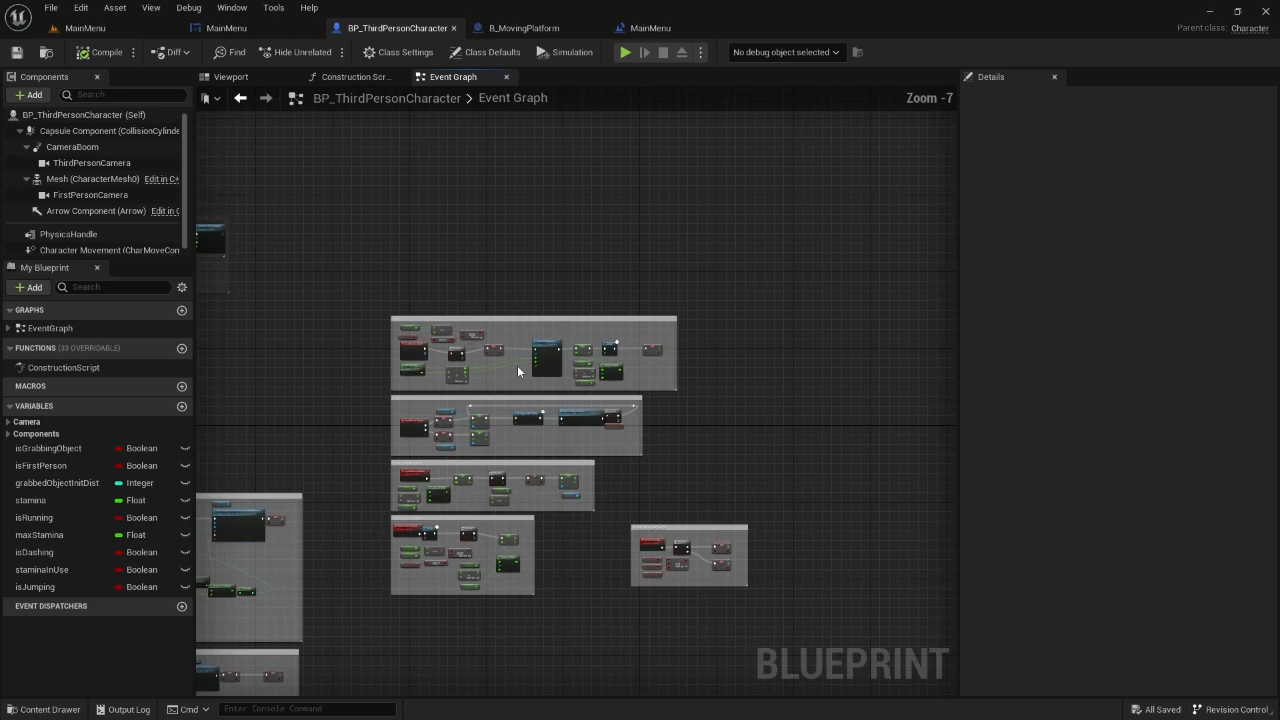 File Edit Asset View Debug Window Tools Help
MainMenu
MainMenu
BP_ThirdPersonCharacter
B_MovingPlatform
MainMenu
Parent class: Character
Compile
Diff
Find
Hide Unrelated
Class Settings
Class Defaults
Simulation
No debug object selected
Components
Viewport
Construction Scr...
Event Graph
Details
Add
Search
BP_ThirdPersonCharacter > Event Graph
Zoom -7
BP_ThirdPersonCharacter (Self)
Capsule Component (CollisionCylinde
CameraBoom
ThirdPersonCamera
Mesh (CharacterMesh0) Edit in C+
FirstPersonCamera
Arrow Component (Arrow) Edit in C
PhysicsHandle
Character Movement (CharMoveCon
My Blueprint
Add
Search
GRAPHS
EventGraph
FUNCTIONS (33 OVERRIDABLE)
ConstructionScript
MACROS
VARIABLES
Camera
Components
isGrabbingObject Boolean
isFirstPerson Boolean
grabbedObjectInitDist Integer
stamina Float
isRunning Boolean
maxStamina Float
isDashing Boolean
staminaInUse Boolean
isJumping Boolean
EVENT DISPATCHERS
BLUEPRINT
Content Drawer
Output Log
Cmd
Enter Console Command
All Saved
Revision Control